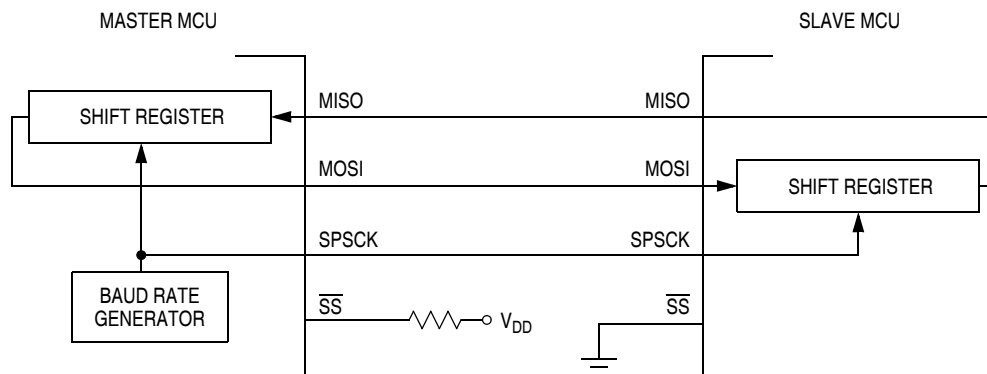 MASTER MCU
SLAVE MCU
SHIFT REGISTER
MISO
MISO
MOSI
MOSI
SHIFT REGISTER
SPSCK
SPSCK
BAUD RATE
GENERATOR
SS
VDD
SS